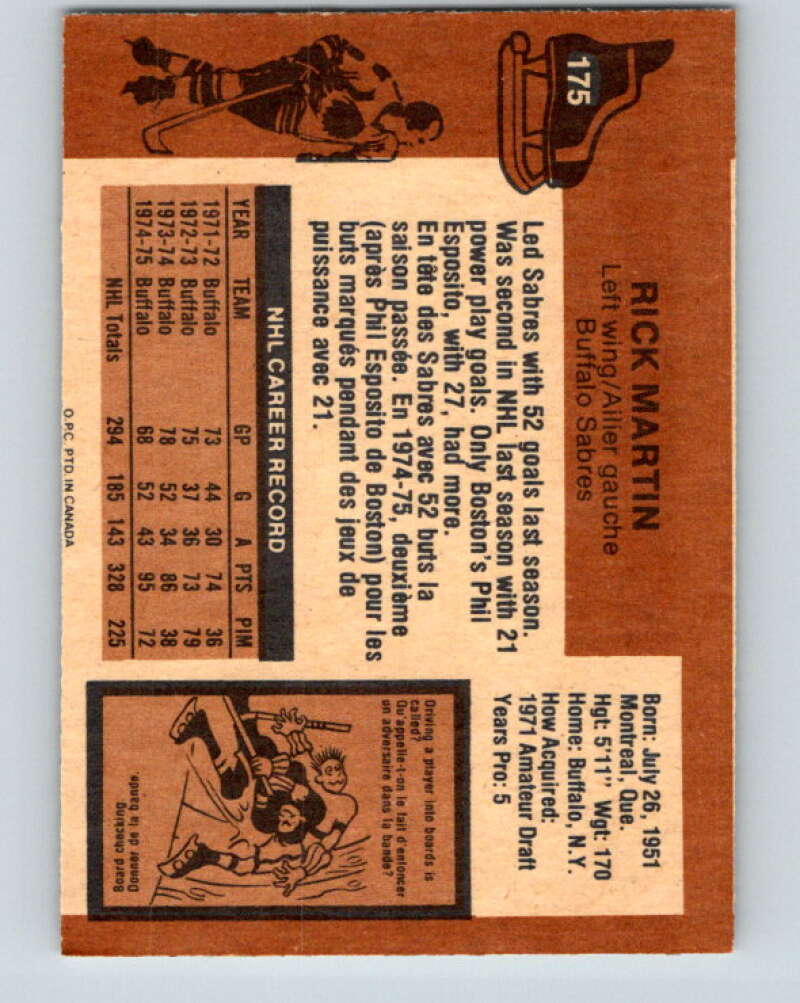 175
RICK MARTIN
Left wing/Ailier gauche
Buffalo Sabres
Born: July 26, 1951
Montreal, Que.
Hgt: 5'11" Wgt: 170
Home: Buffalo, N.Y.
How Acquired:
1971 Amateur Draft
Years Pro: 5
Led Sabres with 52 goals last season.
Was second in NHL last season with 21
power play goals. Only Boston's Phil
Esposito, with 27, had more.
En tête des Sabres avec 52 buts la
saison passée. En 1974-75, deuxième
(après Phil Esposito de Boston) pour les
buts marqués pendant des jeux de
puissance avec 21.
NHL CAREER RECORD
YEAR TEAM GP G A PTS PIM
1971-72 Buffalo 73 44 30 74 36
1972-73 Buffalo 75 37 36 73 79
1973-74 Buffalo 78 52 34 86 38
1974-75 Buffalo 68 52 43 95 72
NHL Totals 294 185 143 328 225
O.P.C. PTD. IN CANADA
Driving a player into boards is
called?
Qu'appelle-t-on le fait d'enfoncer
un adversaire dans la bande?
Board checking
Donner de la bande.